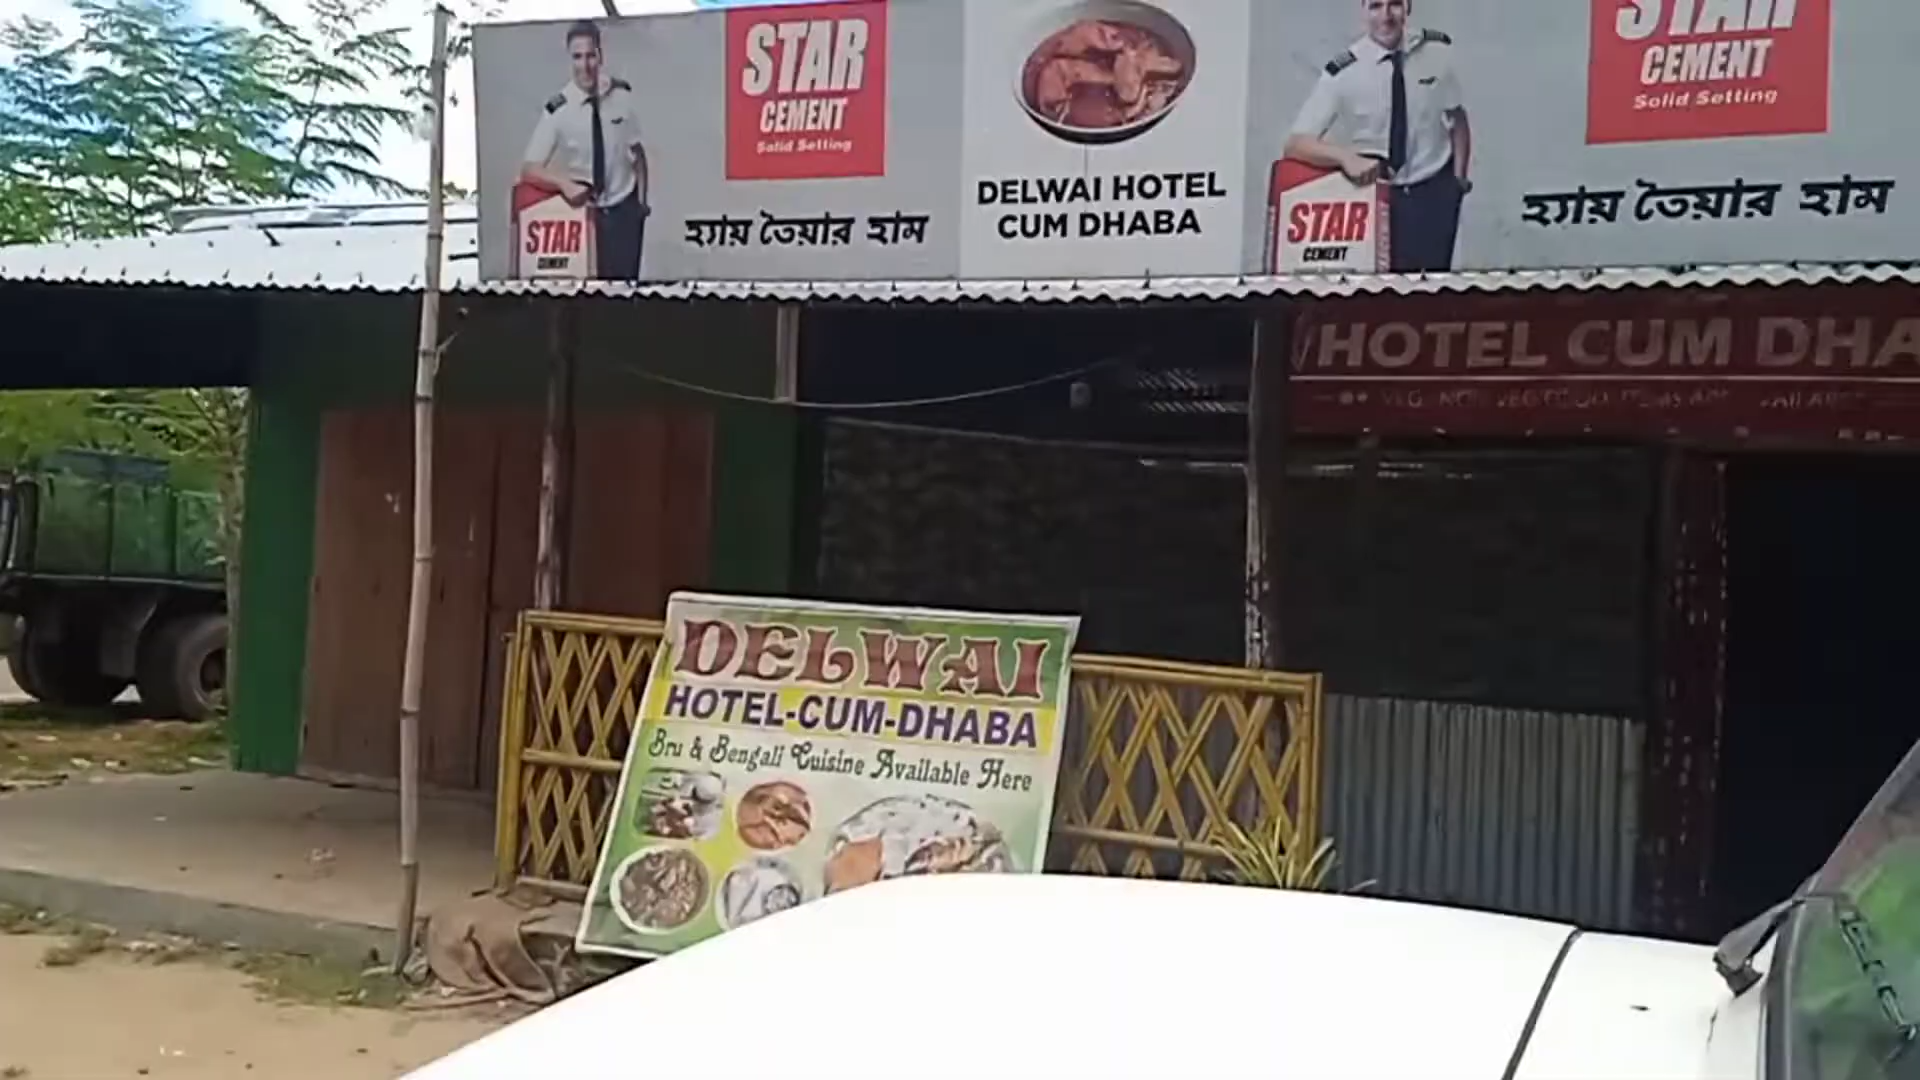 STAR
CEMENT
Solid Setting
STAR
CEMENT
হ্যায় তৈয়ার হাম
DELWAI HOTEL
CUM DHABA
STAR
CEMENT
Solid Setting
STAR
CEMENT
হ্যায় তৈয়ার হাম
HOTEL CUM DHA
DELWAI
HOTEL-CUM-DHABA
Bru & Bengali Cuisine Available Here